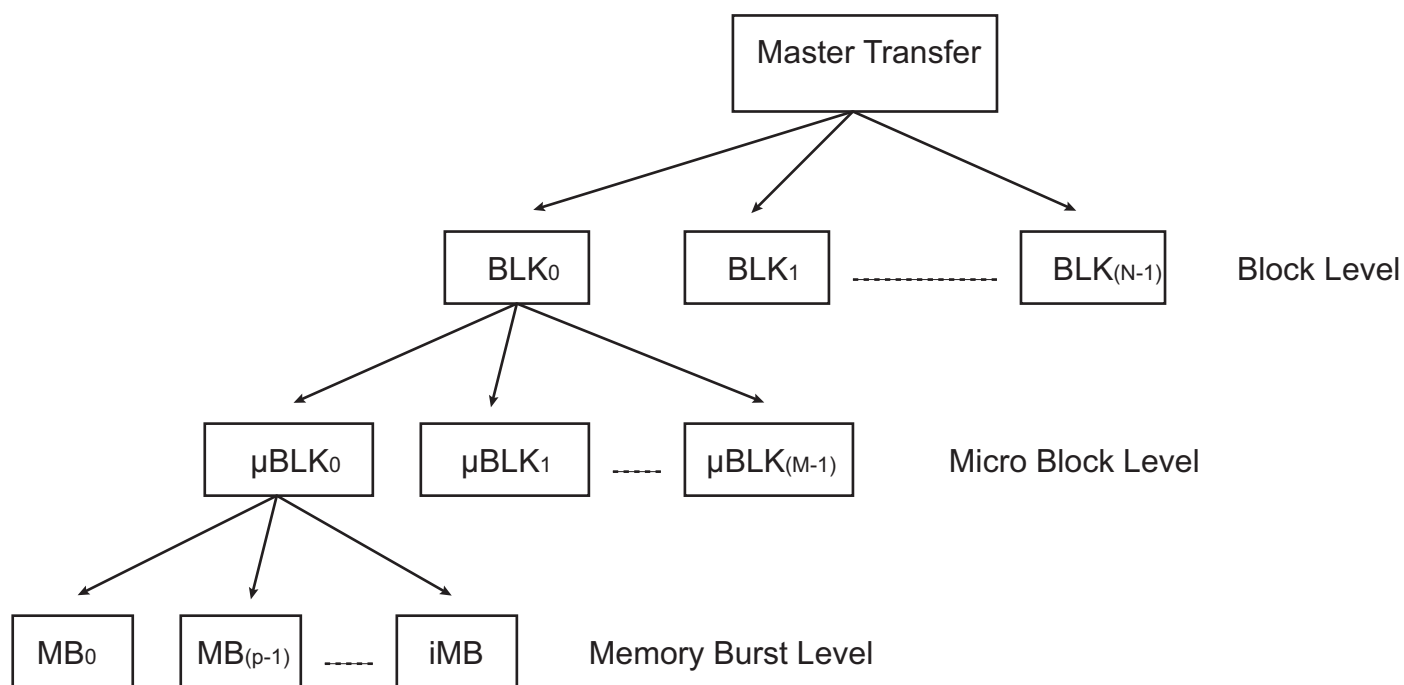 Master Transfer
BLK0 BLK1 BLK(N-1) Block Level
µBLK0 µBLK1 µBLK(M-1) Micro Block Level
MB0 MB(p-1) iMB Memory Burst Level